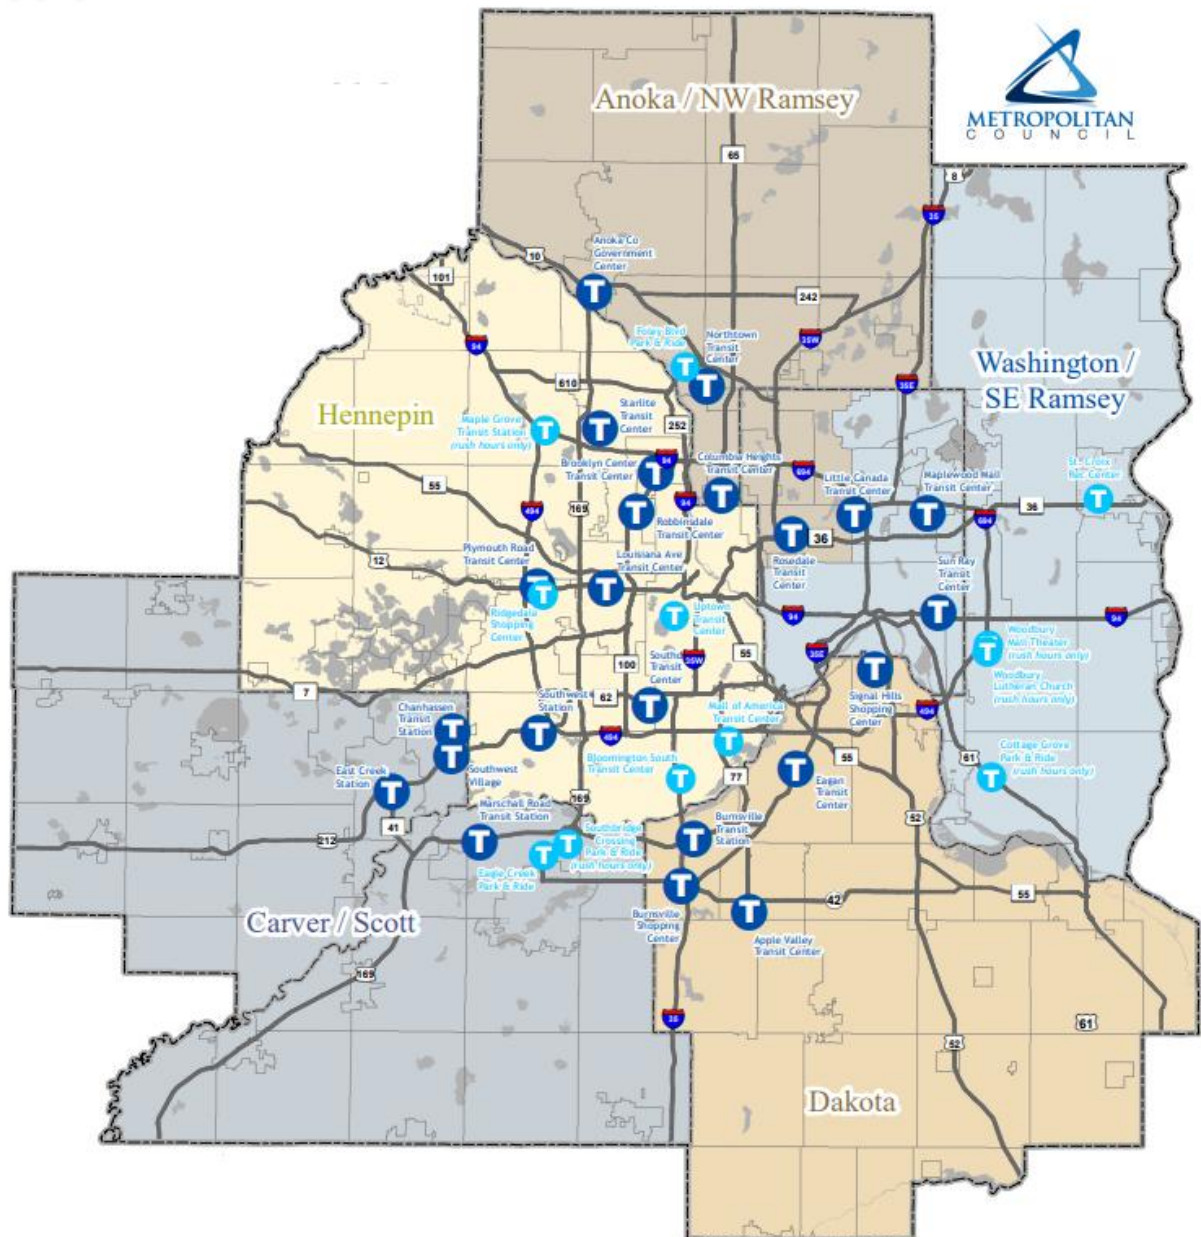 METROPOLITAN
COUNCIL
Anoka / NW Ramsey
65
8
35
Anoka Co
Government
Center
10
101
242
Foley Blvd
Park & Ride
Northtown
Transit
Center
35W
94
Washington /
SE Ramsey
610
35E
Hennepin
Maple Grove
Transit Station
(rush hours only)
Starlite
Transit
Center
252
Brooklyn Center
Transit Center
94
Columbia Heights
Transit Center
694
Little Canada
Transit Center
Maplewood Mall
Transit Center
St. Croix
Rec Center
55
494
169
94
36
Robbinsdale
Transit Center
36
694
12
Plymouth Road
Transit Center
Louisiana Ave
Transit Center
Rosedale
Transit
Center
Sun Ray
Transit
Center
Ridgedale
Shopping
Center
Uptown
Transit
Center
94
94
Woodbury
Mall Theater
(rush hours only)
Woodbury
Lutheran Church
(rush hours only)
100
Southd
Transit
Center
35W
55
35E
7
Chanhassen
Transit
Station
Southwest
Station
62
Mall of America
Transit Center
Signal Hills
Shopping
Center
494
494
East Creek
Station
Southwest
Village
Bloomington South
Transit Center
77
Eagan
Transit
Center
55
61
Cottage Grove
Park & Ride
(rush hours only)
Marschall Road
Transit Station
169
41
212
Southbridge
Crossing
Park & Ride
(rush hours only)
Burnsville
Transit
Station
52
Eagle Creek
Park & Ride
42
55
Carver / Scott
Burnsville
Shopping
Center
Apple Valley
Transit Center
169
35
61
52
Dakota